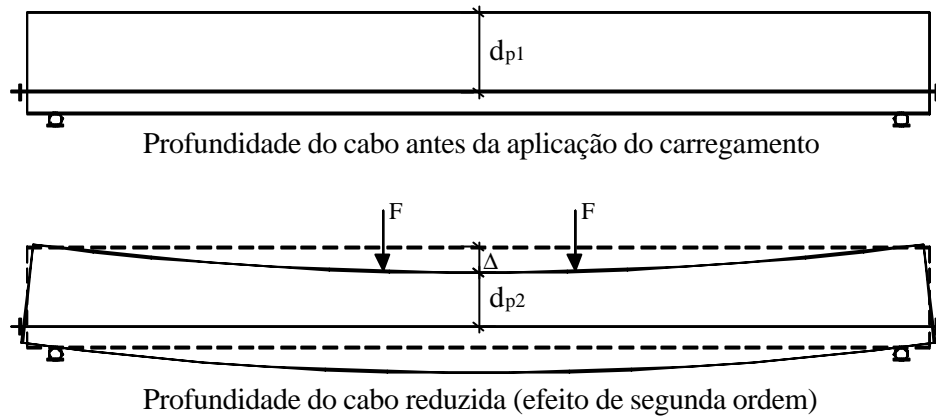 dp1
Profundidade do cabo antes da aplicação do carregamento
F F
Δ
dp2
Profundidade do cabo reduzida (efeito de segunda ordem)